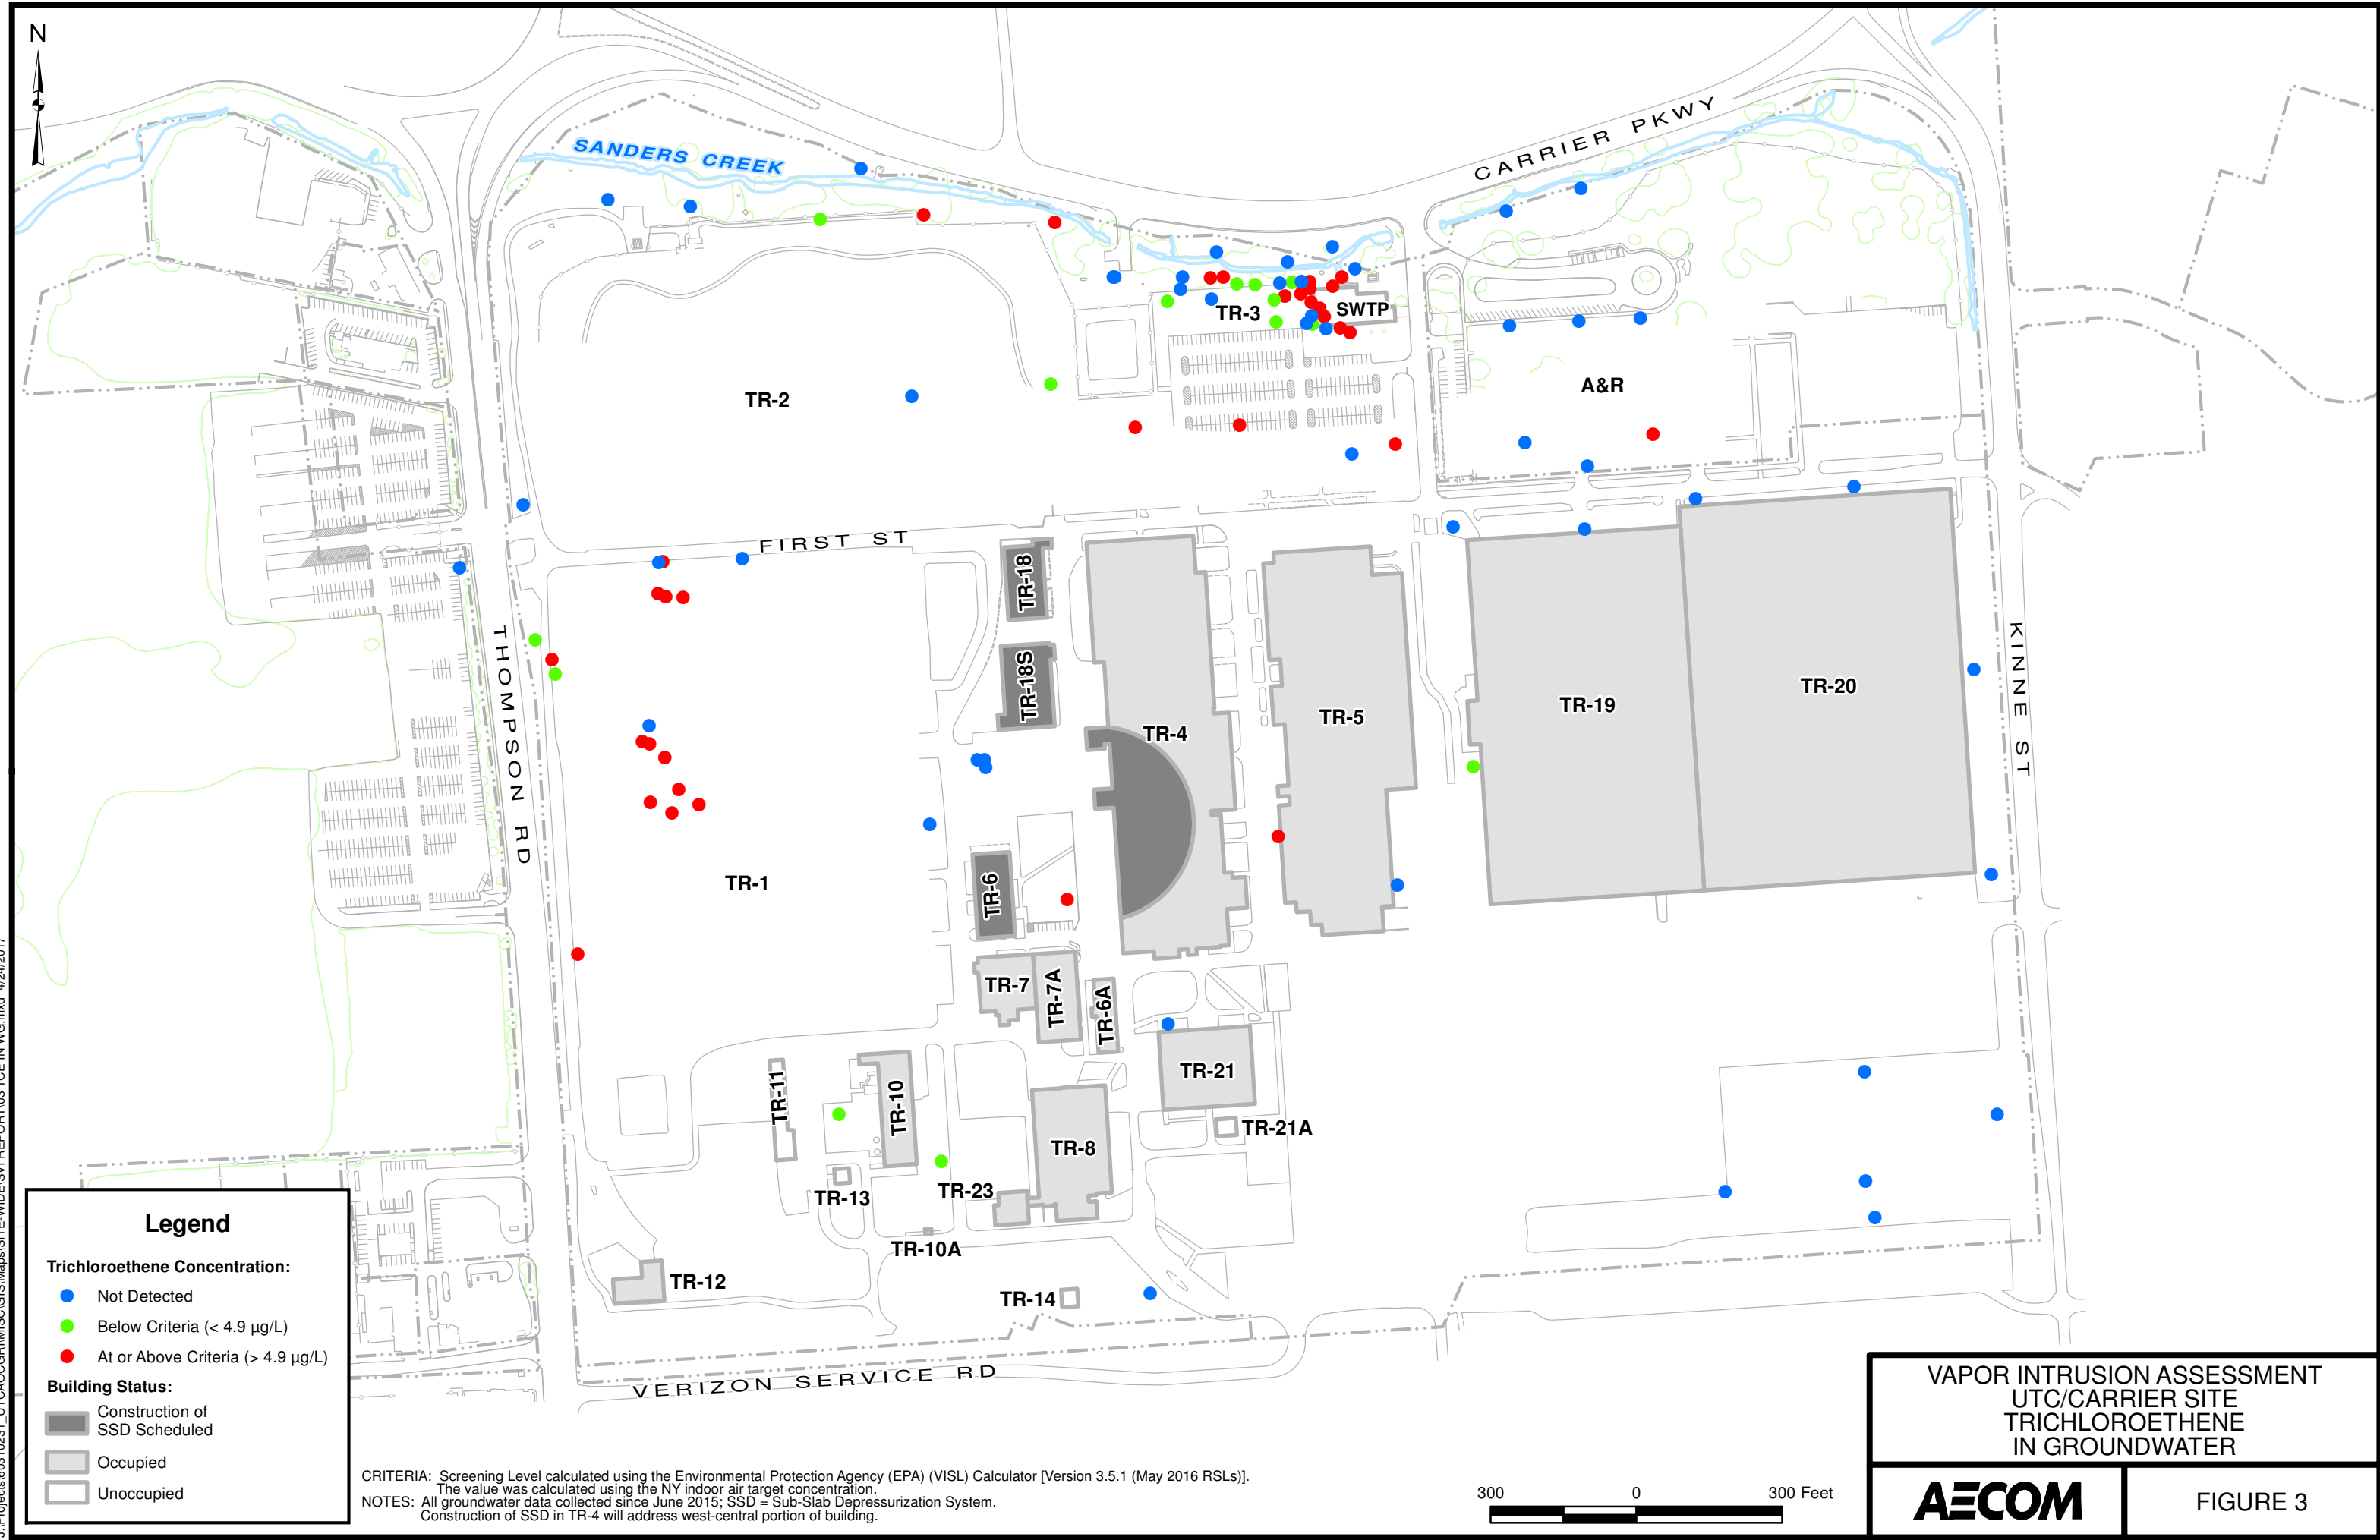 N
SANDERS CREEK
CARRIER PKWY
TR-3
SWTP
TR-2
A&R
FIRST ST
THOMPSON RD
KINNE ST
TR-18
TR-18S
TR-4
TR-5
TR-19
TR-20
TR-1
TR-6
TR-7
TR-7A
TR-6A
TR-21
TR-21A
TR-11
TR-10
TR-8
TR-13
TR-23
TR-10A
TR-12
TR-14
VERIZON SERVICE RD
Legend
Trichloroethene Concentration:
Not Detected
Below Criteria (< 4.9 µg/L)
At or Above Criteria (> 4.9 µg/L)
Building Status:
Construction of
SSD Scheduled
Occupied
Unoccupied
CRITERIA: Screening Level calculated using the Environmental Protection Agency (EPA) (VISL) Calculator [Version 3.5.1 (May 2016 RSLs)].
The value was calculated using the NY indoor air target concentration.
NOTES: All groundwater data collected since June 2015; SSD = Sub-Slab Depressurization System.
Construction of SSD in TR-4 will address west-central portion of building.
300 0 300 Feet
VAPOR INTRUSION ASSESSMENT
UTC/CARRIER SITE
TRICHLOROETHENE
IN GROUNDWATER
AECOM
FIGURE 3